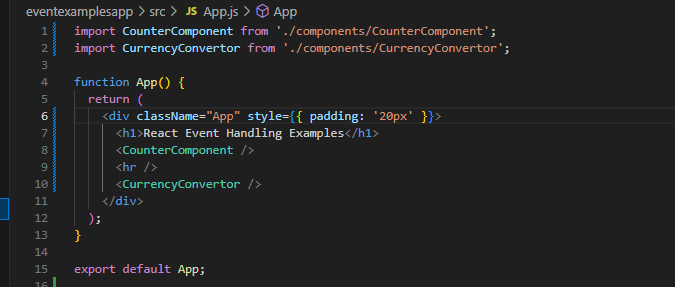 eventexamplesapp > src > JS App.js > App
1 import CounterComponent from './components/CounterComponent';
2 import CurrencyConvertor from './components/CurrencyConvertor';
3
4 function App() {
5   return (
6     <div className="App" style={{ padding: '20px' }}>
7       <h1>React Event Handling Examples</h1>
8       <CounterComponent />
9       <hr />
10       <CurrencyConvertor />
11     </div>
12   );
13 }
14
15 export default App;
16